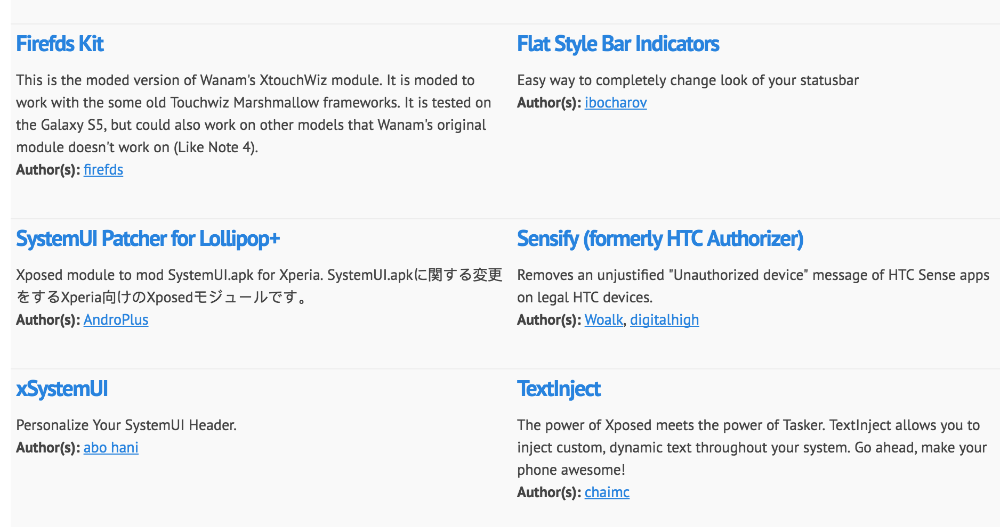 Firefds Kit
This is the moded version of Wanam's XtouchWiz module. It is moded to
work with the some old Touchwiz Marshmallow frameworks. It is tested on
the Galaxy S5, but could also work on other models that Wanam's original
module doesn't work on (Like Note 4).
Author(s): firefds
Flat Style Bar Indicators
Easy way to completely change look of your statusbar
Author(s): ibocharov
SystemUI Patcher for Lollipop+
Xposed module to mod SystemUI.apk for Xperia. SystemUI.apkに関する変更
をするXperia向けのXposedモジュールです。
Author(s): AndroPlus
Sensify (formerly HTC Authorizer)
Removes an unjustified "Unauthorized device" message of HTC Sense apps
on legal HTC devices.
Author(s): Woalk, digitalhigh
xSystemUI
Personalize Your SystemUI Header.
Author(s): abo hani
TextInject
The power of Xposed meets the power of Tasker. TextInject allows you to
inject custom, dynamic text throughout your system. Go ahead, make your
phone awesome!
Author(s): chaimc